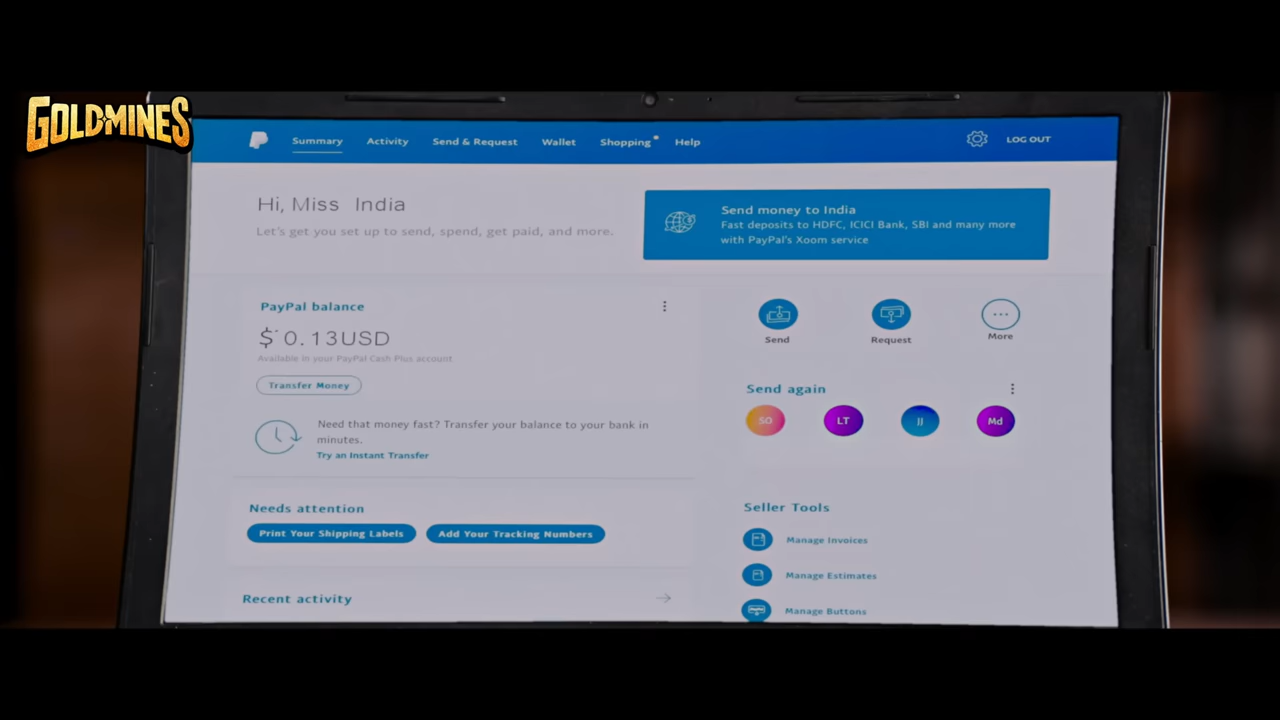 GOLDMINES
Summary Activity Send & Request Wallet Shopping Help LOG OUT
Hi, Miss India
Let's get you set up to send, spend, get paid, and more.
Send money to India
Fast deposits to HDFC, ICICI Bank, SBI and many more
with PayPal's Xoom service
PayPal balance
$ 0.13USD
Available in your PayPal Cash Plus account
Transfer Money
Need that money fast? Transfer your balance to your bank in
minutes.
Try an Instant Transfer
Needs attention
Print Your Shipping Labels Add Your Tracking Numbers
Recent activity
Send Request More
Send again
SO LT JJ Md
Seller Tools
Manage Invoices
Manage Estimates
Manage Buttons